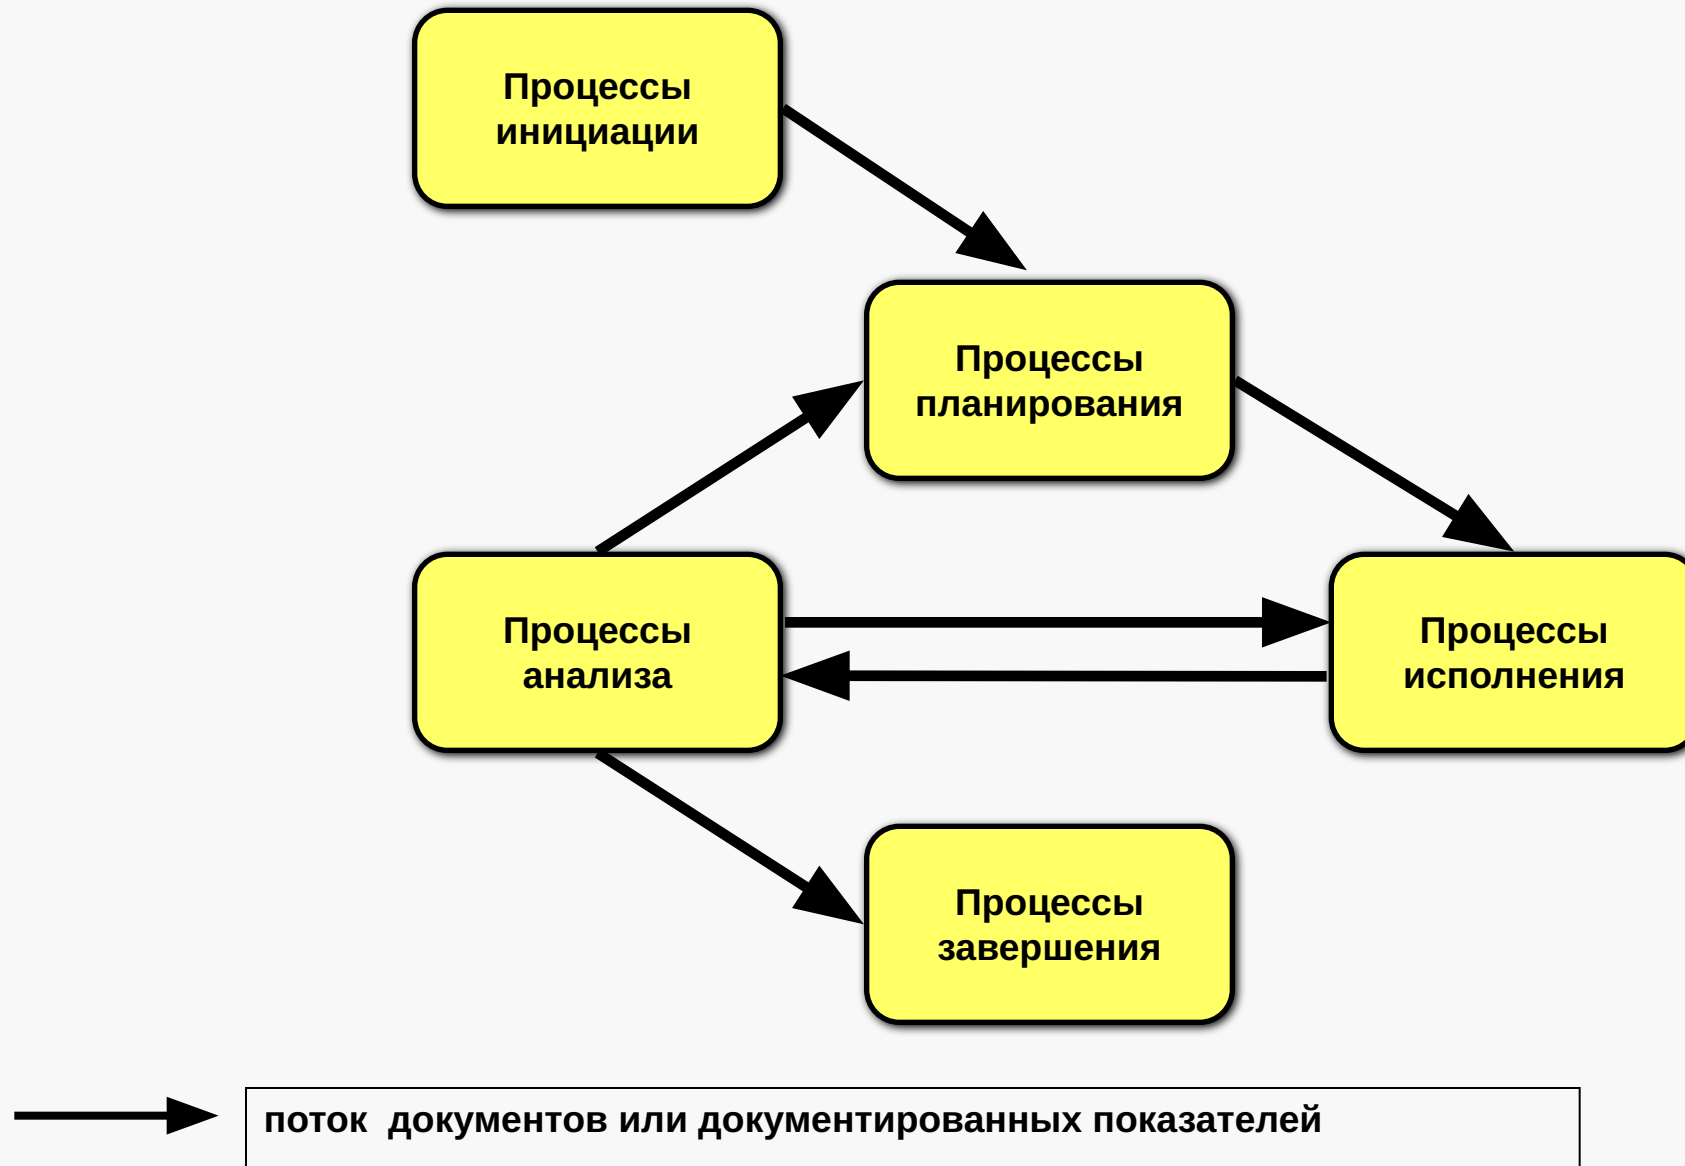 Процессы
инициации
Процессы
планирования
Процессы
анализа
Процессы
исполнения
Процессы
завершения
поток  документов или документированных показателей